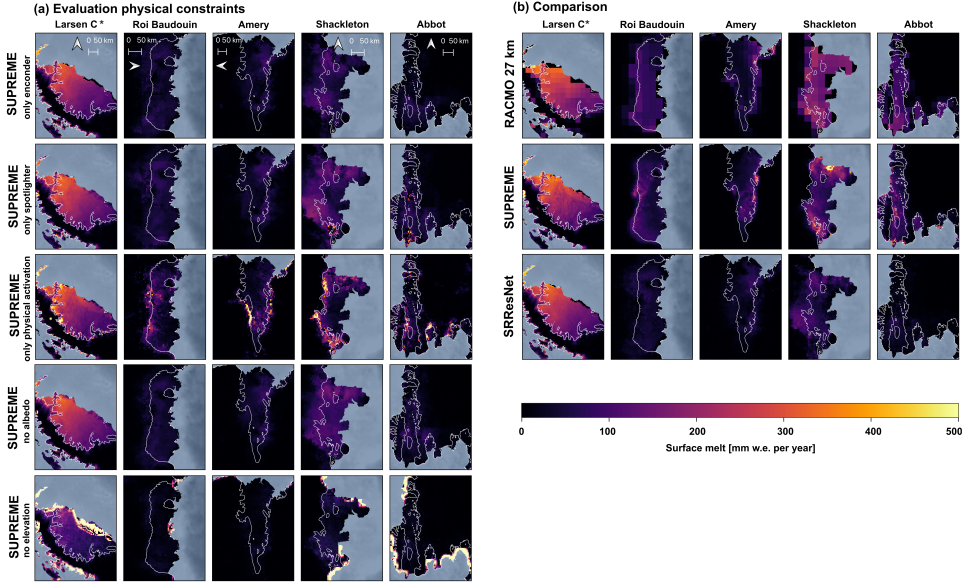 (a) Evaluation physical constraints
Larsen C * Roi Baudouin Amery Shackleton Abbot
0 50 km 0 50 km 0 50 km 0 50 km 0 50 km
SUPREME
only enconder
SUPREME
only spotlighter
SUPREME
only physical activation
SUPREME
no albedo
SUPREME
no elevation
(b) Comparison
Larsen C* Roi Baudouin Amery Shackleton Abbot
RACMO 27 km
SUPREME
SRResNet
0 100 200 300 400 500
Surface melt [mm w.e. per year]